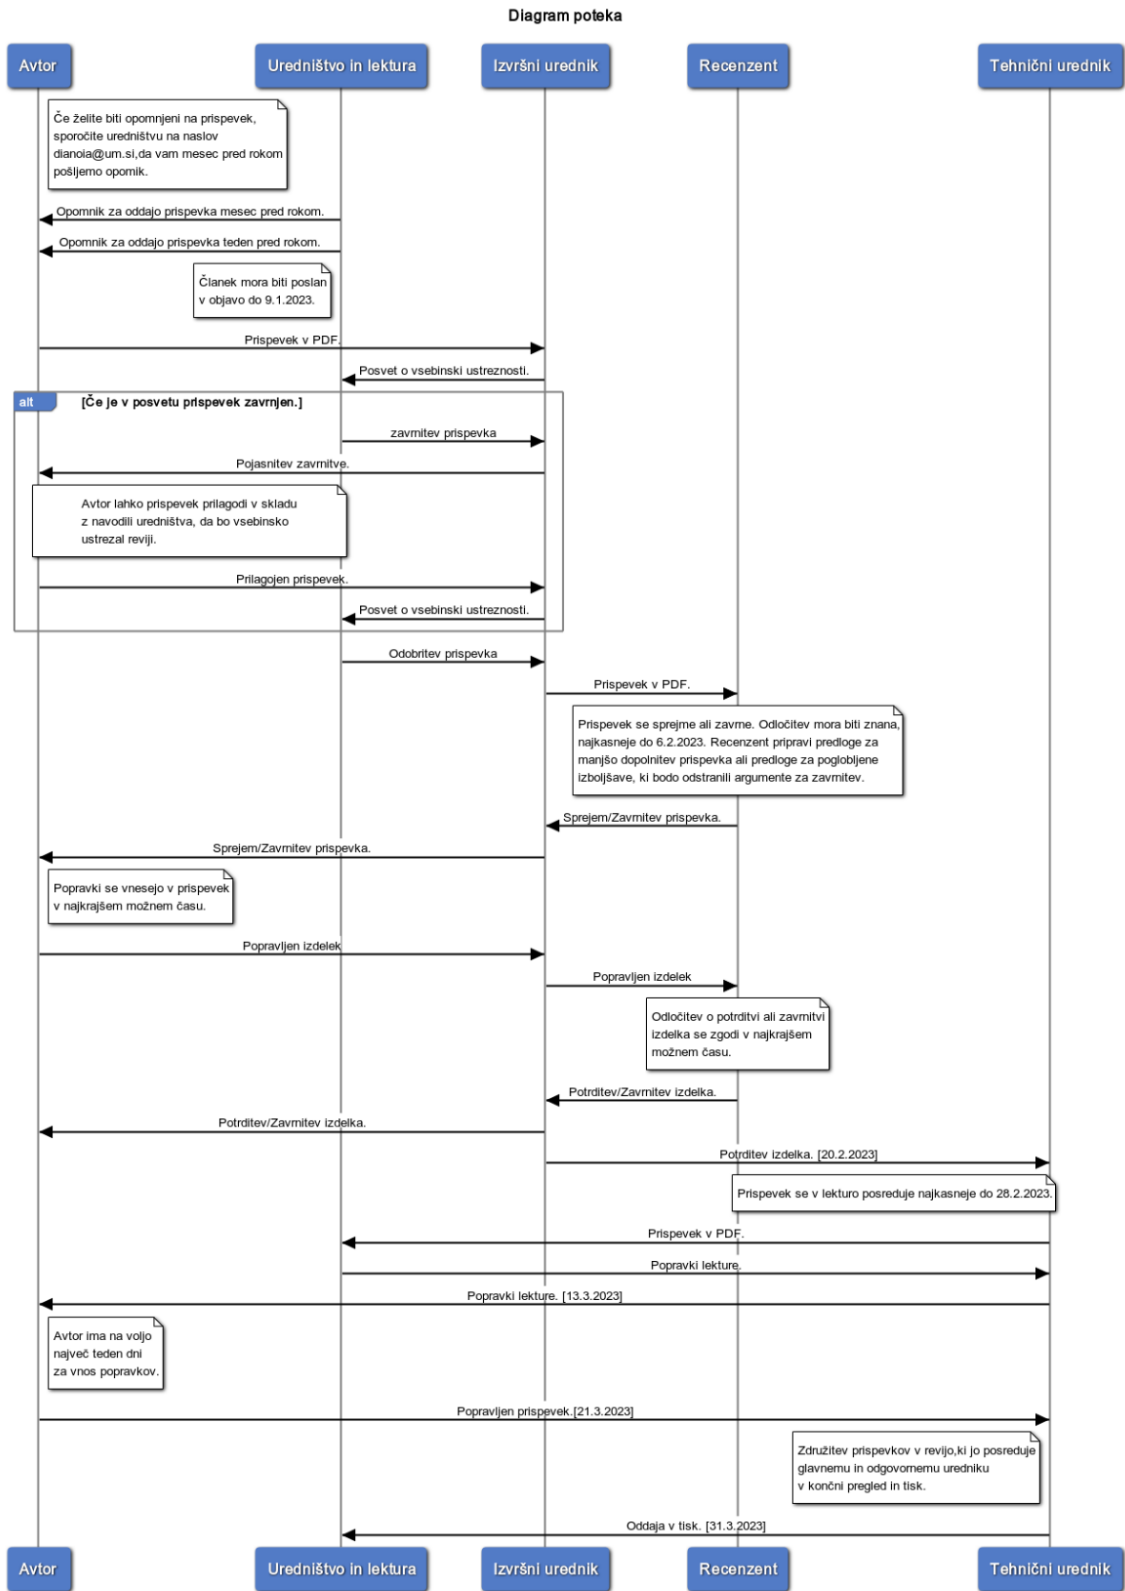 Diagram poteka
Avtor
Uredništvo in lektura
Izvršni urednik
Recenzent
Tehnični urednik
Če želite biti opomnjeni na prispevek,
sporočite uredništvu na naslov
dianoia@um.si,da vam mesec pred rokom
pošljemo opomik.
Opomnik za oddajo prispevka mesec pred rokom.
Opomnik za oddajo prispevka teden pred rokom.
Članek mora biti poslan
v objavo do 9.1.2023.
Prispevek v PDF.
Posvet o vsebinski ustreznosti.
alt
[Če je v posvetu prispevek zavrnjen.]
zavrnitev prispevka
Pojasnitev zavrnitve.
Avtor lahko prispevek prilagodi v skladu
z navodili uredništva, da bo vsebinsko
ustrezal reviji.
Prilagojen prispevek.
Posvet o vsebinski ustreznosti.
Odobritev prispevka
Prispevek v PDF.
Prispevek se sprejme ali zavrne. Odločitev mora biti znana,
najkasneje do 6.2.2023. Recenzent pripravi predloge za
manjšo dopolnitev prispevka ali predloge za poglobljene
izboljšave, ki bodo odstranili argumente za zavrnitev.
Sprejem/Zavrnitev prispevka.
Sprejem/Zavrnitev prispevka.
Popravki se vnesejo v prispevek
v najkrajšem možnem času.
Popravljen izdelek
Popravljen izdelek
Odločitev o potrditvi ali zavrnitvi
izdelka se zgodi v najkrajšem
možnem času.
Potrditev/Zavrnitev izdelka.
Potrditev/Zavrnitev izdelka.
Potrditev izdelka. [20.2.2023]
Prispevek se v lekturo posreduje najkasneje do 28.2.2023.
Prispevek v PDF.
Popravki lekture.
Popravki lekture. [13.3.2023]
Avtor ima na voljo
največ teden dni
za vnos popravkov.
Popravljen prispevek.[21.3.2023]
Združitev prispevkov v revijo,ki jo posreduje
glavnemu in odgovornemu uredniku
v končni pregled in tisk.
Oddaja v tisk. [31.3.2023]
Avtor
Uredništvo in lektura
Izvršni urednik
Recenzent
Tehnični urednik